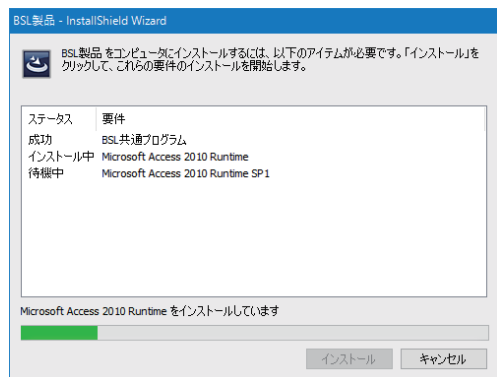 BSL製品 - InstallShield Wizard
BSL製品 をコンピュータにインストールするには、以下のアイテムが必要です。「インストール」を
クリックして、これらの要件のインストールを開始します。
ステータス 要件
成功 BSL共通プログラム
インストール中 Microsoft Access 2010 Runtime
待機中 Microsoft Access 2010 Runtime SP1
Microsoft Access 2010 Runtime をインストールしています
インストール キャンセル